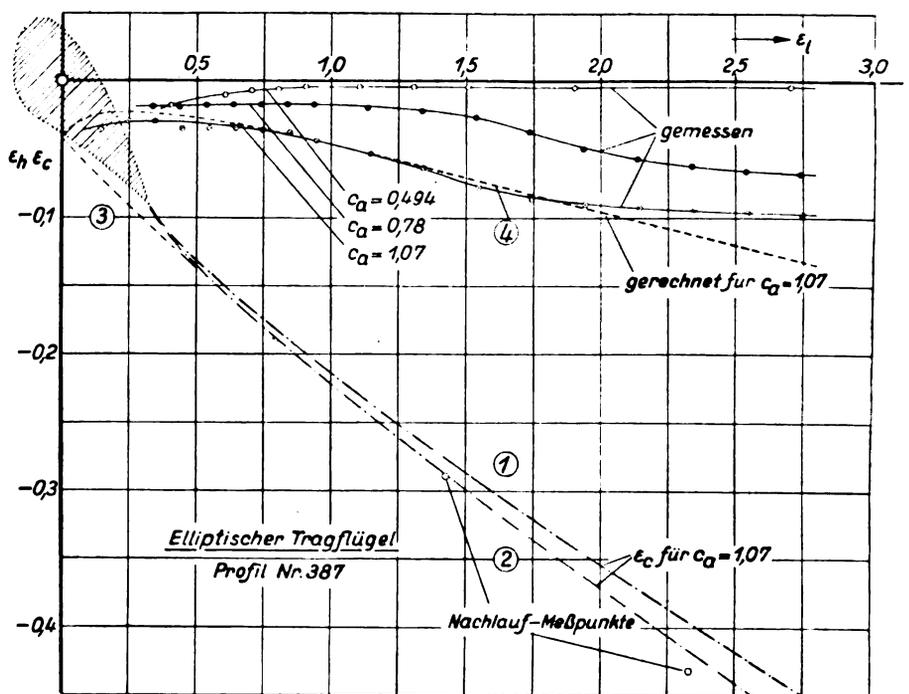 ε_l
0,5 1,0 1,5 2,0 2,5 3,0
gemessen
ε_h ε_c
c_a=0,494
c_a=0,78
c_a=1,07
③
④
-0,1
gerechnet für c_a=1,07
-0,2
①
-0,3
Elliptischer Tragflügel
Profil Nr.387
②
ε_c für c_a=1,07
Nachlauf-Meßpunkte
-0,4